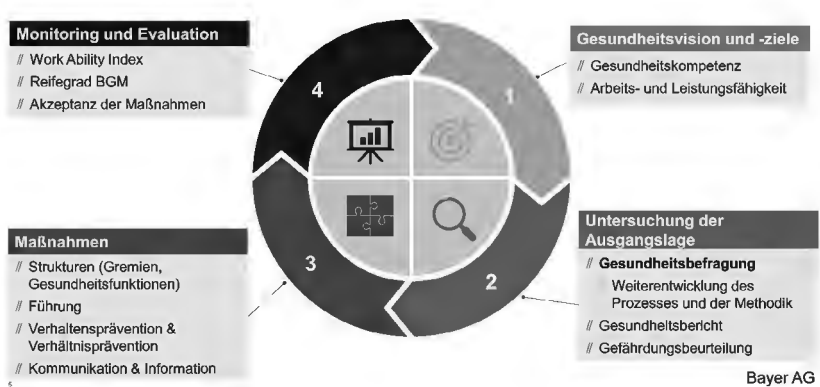 Monitoring und Evaluation
// Work Ability Index
// Reifegrad BGM
// Akzeptanz der Maßnahmen
4
1
Gesundheitsvision und -ziele
// Gesundheitskompetenz
// Arbeits- und Leistungsfähigkeit
Maßnahmen
// Strukturen (Gremien,
Gesundheitsfunktionen)
// Führung
// Verhaltensprävention &
Verhältnisprävention
// Kommunikation & Information
3
2
Untersuchung der
Ausgangslage
// Gesundheitsbefragung
Weiterentwicklung des
Prozesses und der Methodik
// Gesundheitsbericht
// Gefährdungsbeurteilung
Bayer AG